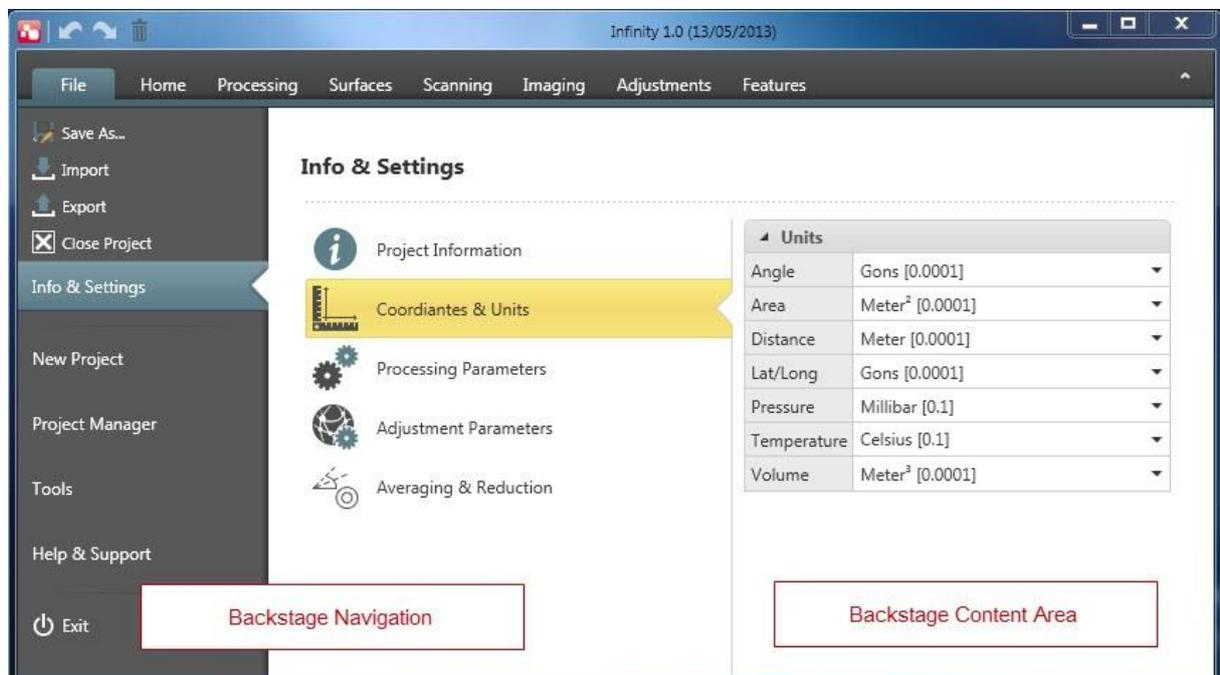 Infinity 1.0 (13/05/2013)
File Home Processing Surfaces Scanning Imaging Adjustments Features
Save As...
Import
Export
Close Project
Info & Settings
New Project
Project Manager
Tools
Help & Support
Exit
Info & Settings
Project Information
Coordiantes & Units
Processing Parameters
Adjustment Parameters
Averaging & Reduction
Units
Angle Gons [0.0001]
Area Meter² [0.0001]
Distance Meter [0.0001]
Lat/Long Gons [0.0001]
Pressure Millibar [0.1]
Temperature Celsius [0.1]
Volume Meter³ [0.0001]
Backstage Navigation
Backstage Content Area